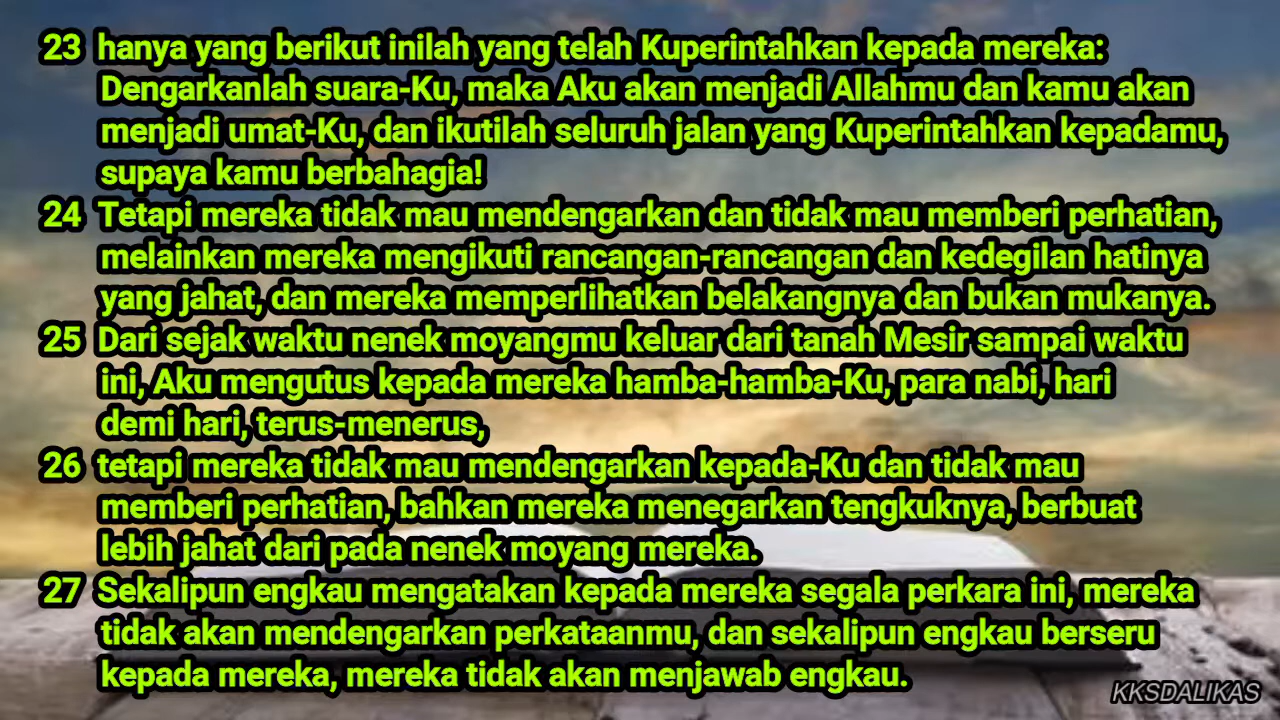 23 hanya yang berikut inilah yang telah Kuperintahkan kepada mereka:
Dengarkanlah suara-Ku, maka Aku akan menjadi Allahmu dan kamu akan
menjadi umat-Ku, dan ikutilah seluruh jalan yang Kuperintahkan kepadamu,
supaya kamu berbahagia!
24 Tetapi mereka tidak mau mendengarkan dan tidak mau memberi perhatian,
melainkan mereka mengikuti rancangan-rancangan dan kedegilan hatinya
yang jahat, dan mereka memperlihatkan belakangnya dan bukan mukanya.
25 Dari sejak waktu nenek moyangmu keluar dari tanah Mesir sampai waktu
ini, Aku mengutus kepada mereka hamba-hamba-Ku, para nabi, hari
demi hari, terus-menerus,
26 tetapi mereka tidak mau mendengarkan kepada-Ku dan tidak mau
memberi perhatian, bahkan mereka menegarkan tengkuknya, berbuat
lebih jahat dari pada nenek moyang mereka.
27 Sekalipun engkau mengatakan kepada mereka segala perkara ini, mereka
tidak akan mendengarkan perkataanmu, dan sekalipun engkau berseru
kepada mereka, mereka tidak akan menjawab engkau.
KKSDALIKAS